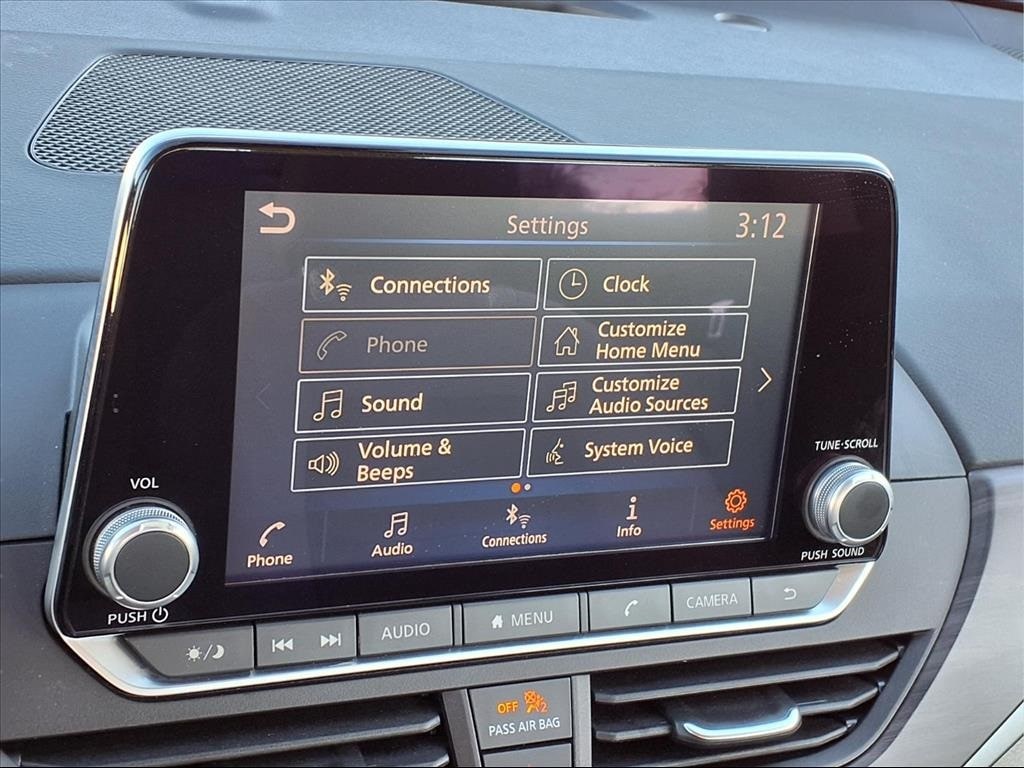 Settings
3:12
Connections
Clock
Phone
Customize
Home Menu
Sound
Customize
Audio Sources
Volume &
Beeps
System Voice
Phone
Audio
Connections
Info
Settings
VOL
PUSH
TUNE·SCROLL
PUSH SOUND
AUDIO
MENU
CAMERA
OFF 2
PASS AIR BAG